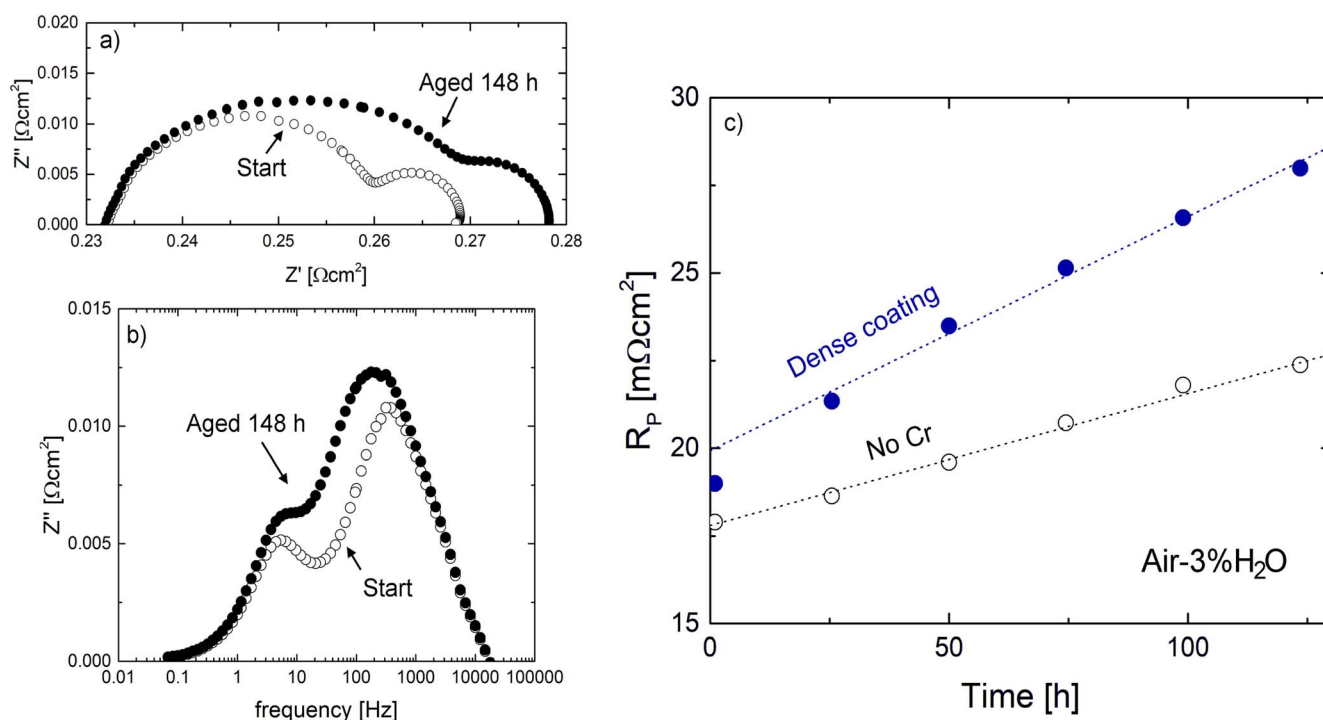 a)
0.020
0.015
0.010
0.005
0.000
Z'' [Ωcm²]
Aged 148 h
Start
0.23 0.24 0.25 0.26 0.27 0.28
Z' [Ωcm²]
b)
0.015
0.010
0.005
0.000
Z'' [Ωcm²]
Aged 148 h
Start
0.01 0.1 1 10 100 1000 10000 100000
frequency [Hz]
c)
30
25
20
15
R_P [mΩcm²]
Dense coating
No Cr
Air-3%H₂O
0 50 100
Time [h]